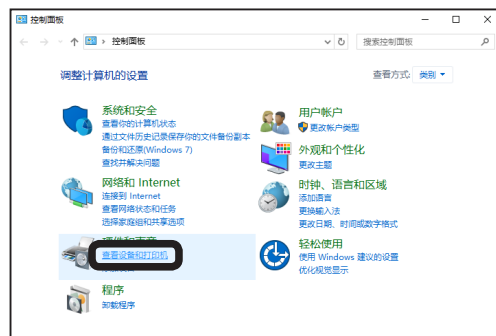 控制面板
控制面板
搜索控制面板
调整计算机的设置
查看方式: 类别
系统和安全
查看你的计算机状态
通过文件历史记录保存你的文件备份副本
备份和还原(Windows 7)
查找并解决问题
网络和 Internet
连接到 Internet
查看网络状态和任务
选择家庭组和共享选项
查看设备和打印机
程序
卸载程序
用户帐户
更改帐户类型
外观和个性化
更改主题
时钟、语言和区域
添加语言
更换输入法
更改日期、时间或数字格式
轻松使用
使用 Windows 建议的设置
优化视觉显示